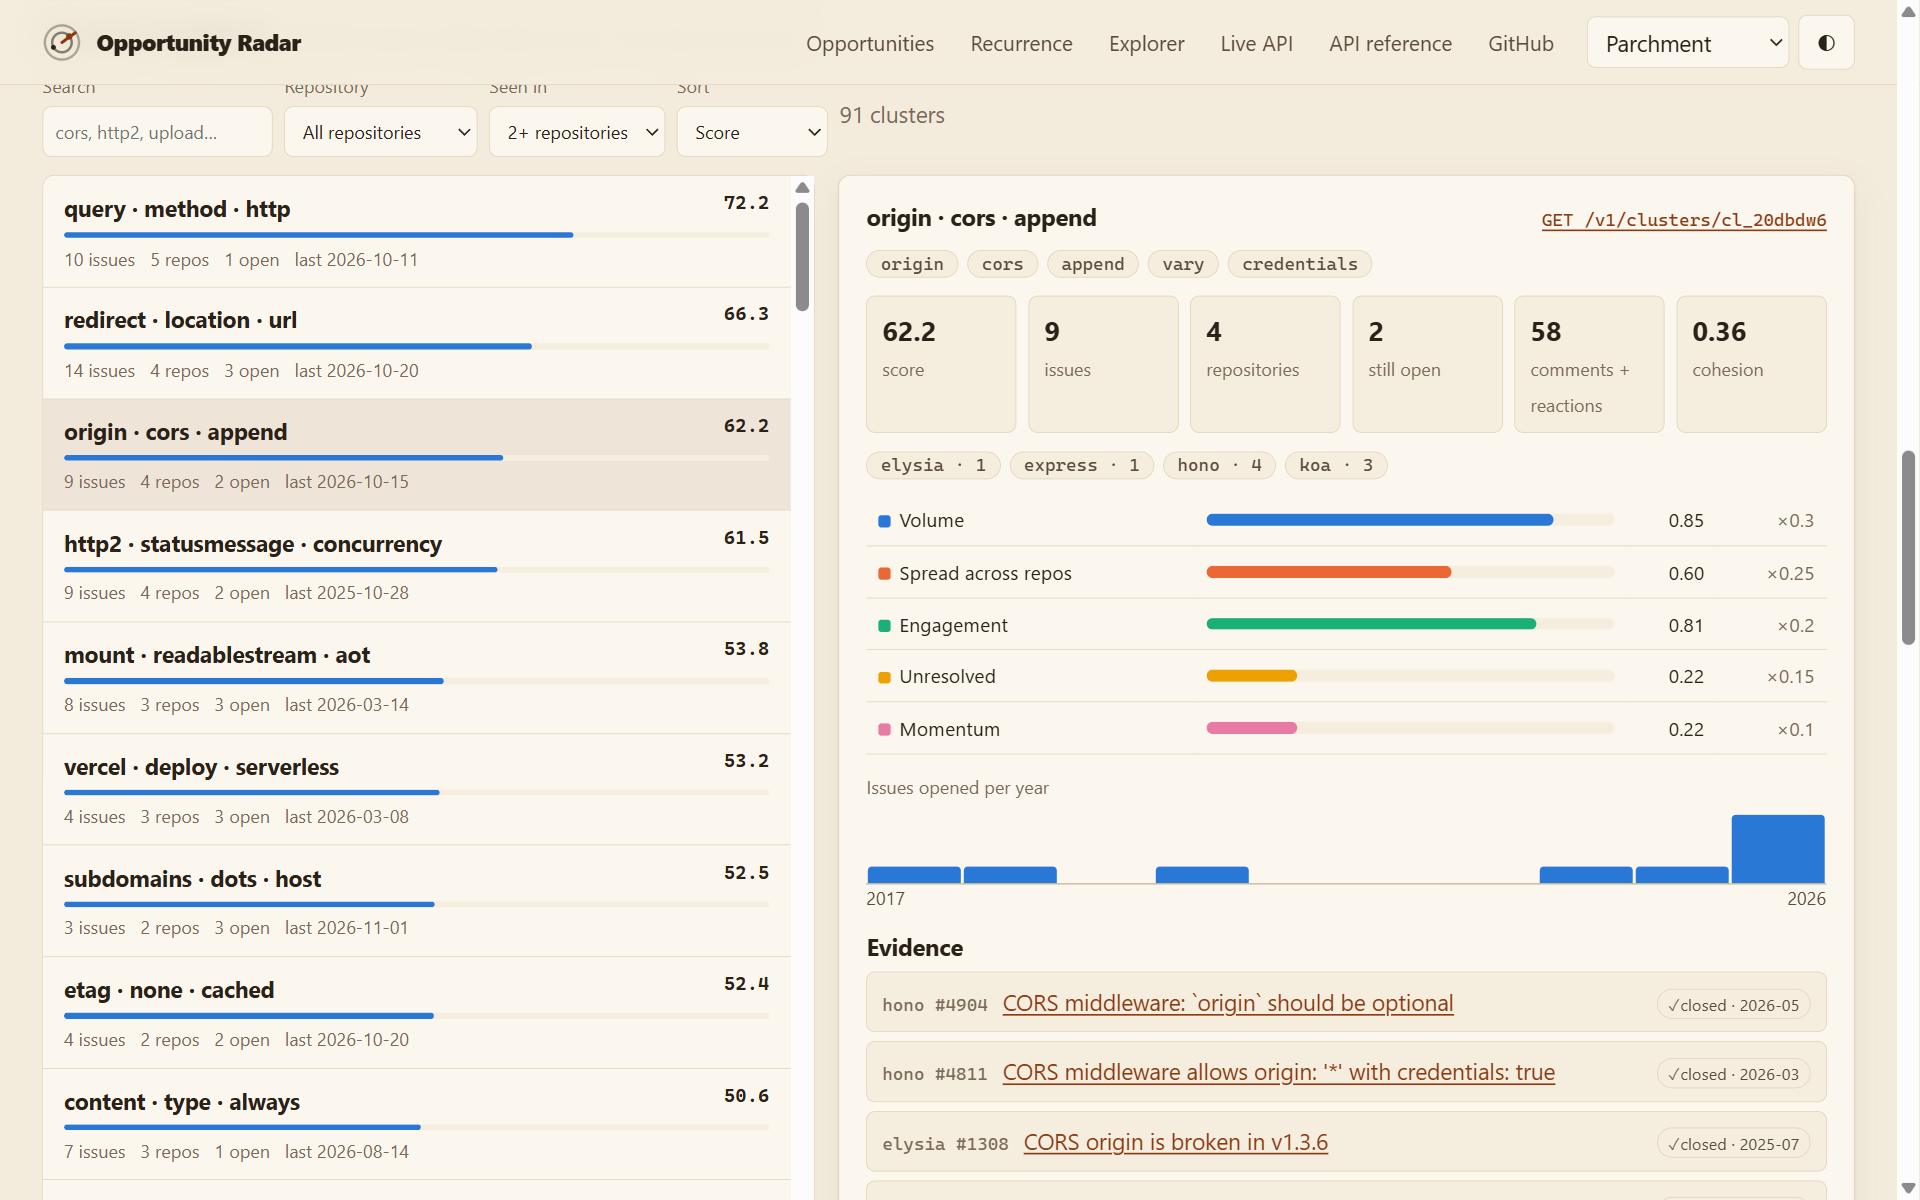 Opportunity Radar
Opportunities
Recurrence
Explorer
Live API
API reference
GitHub
Parchment
Search
Repository
Seen in
Sort
cors, http2, upload...
All repositories
2+ repositories
Score
91 clusters
query · method · http
72.2
10 issues 5 repos 1 open last 2026-10-11
redirect · location · url
66.3
14 issues 4 repos 3 open last 2026-10-20
origin · cors · append
62.2
9 issues 4 repos 2 open last 2026-10-15
http2 · statusmessage · concurrency
61.5
9 issues 4 repos 2 open last 2025-10-28
mount · readablestream · aot
53.8
8 issues 3 repos 3 open last 2026-03-14
vercel · deploy · serverless
53.2
4 issues 3 repos 3 open last 2026-03-08
subdomains · dots · host
52.5
3 issues 2 repos 3 open last 2026-11-01
etag · none · cached
52.4
4 issues 2 repos 2 open last 2026-10-20
content · type · always
50.6
7 issues 3 repos 1 open last 2026-08-14
origin · cors · append
GET /v1/clusters/cl_20dbdw6
origin cors append vary credentials
62.2
score
9
issues
4
repositories
2
still open
58
comments +
reactions
0.36
cohesion
elysia · 1 express · 1 hono · 4 koa · 3
Volume 0.85 ×0.3
Spread across repos 0.60 ×0.25
Engagement 0.81 ×0.2
Unresolved 0.22 ×0.15
Momentum 0.22 ×0.1
Issues opened per year
2017 2026
Evidence
hono #4904 CORS middleware: `origin` should be optional ✓closed · 2026-05
hono #4811 CORS middleware allows origin: '*' with credentials: true ✓closed · 2026-03
elysia #1308 CORS origin is broken in v1.3.6 ✓closed · 2025-07